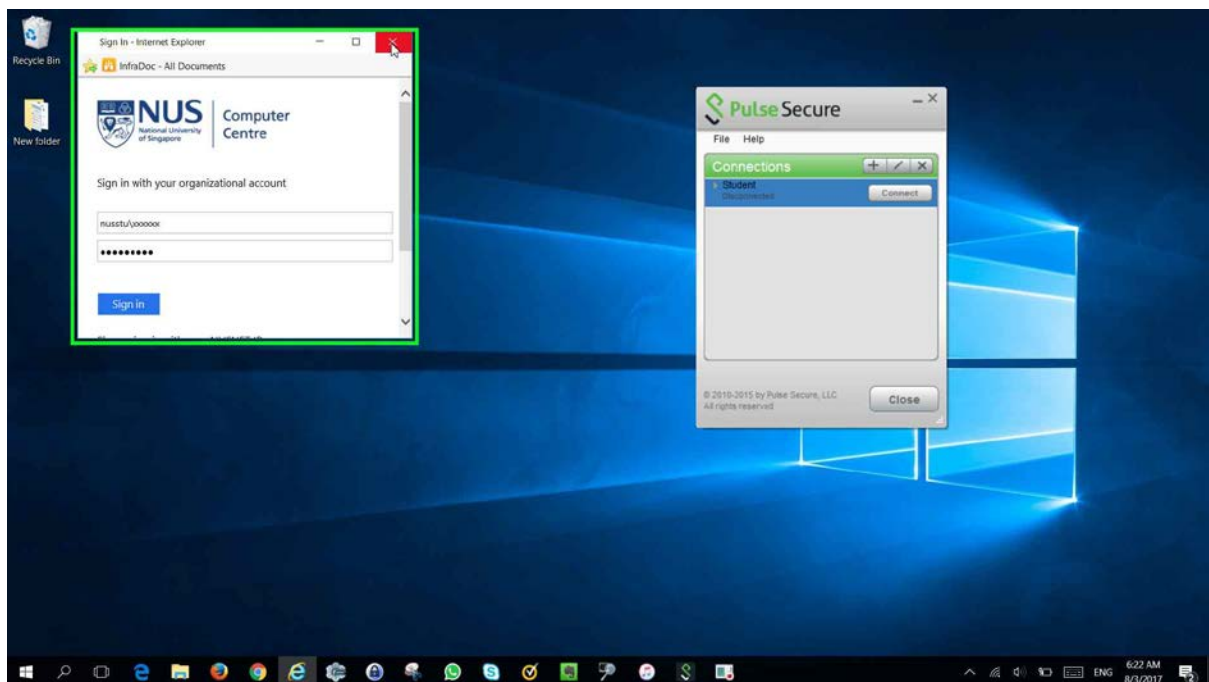 Recycle Bin
New folder
Sign In - Internet Explorer
InfraDoc - All Documents
NUS
National University
of Singapore
Computer
Centre
Sign in with your organizational account
nusstu\xxxxxx
•••••••••
Sign in
Pulse Secure
File Help
Connections
Student
Disconnected
Connect
© 2010-2015 by Pulse Secure, LLC
All rights reserved
Close
ENG
6:22 AM
8/3/2017